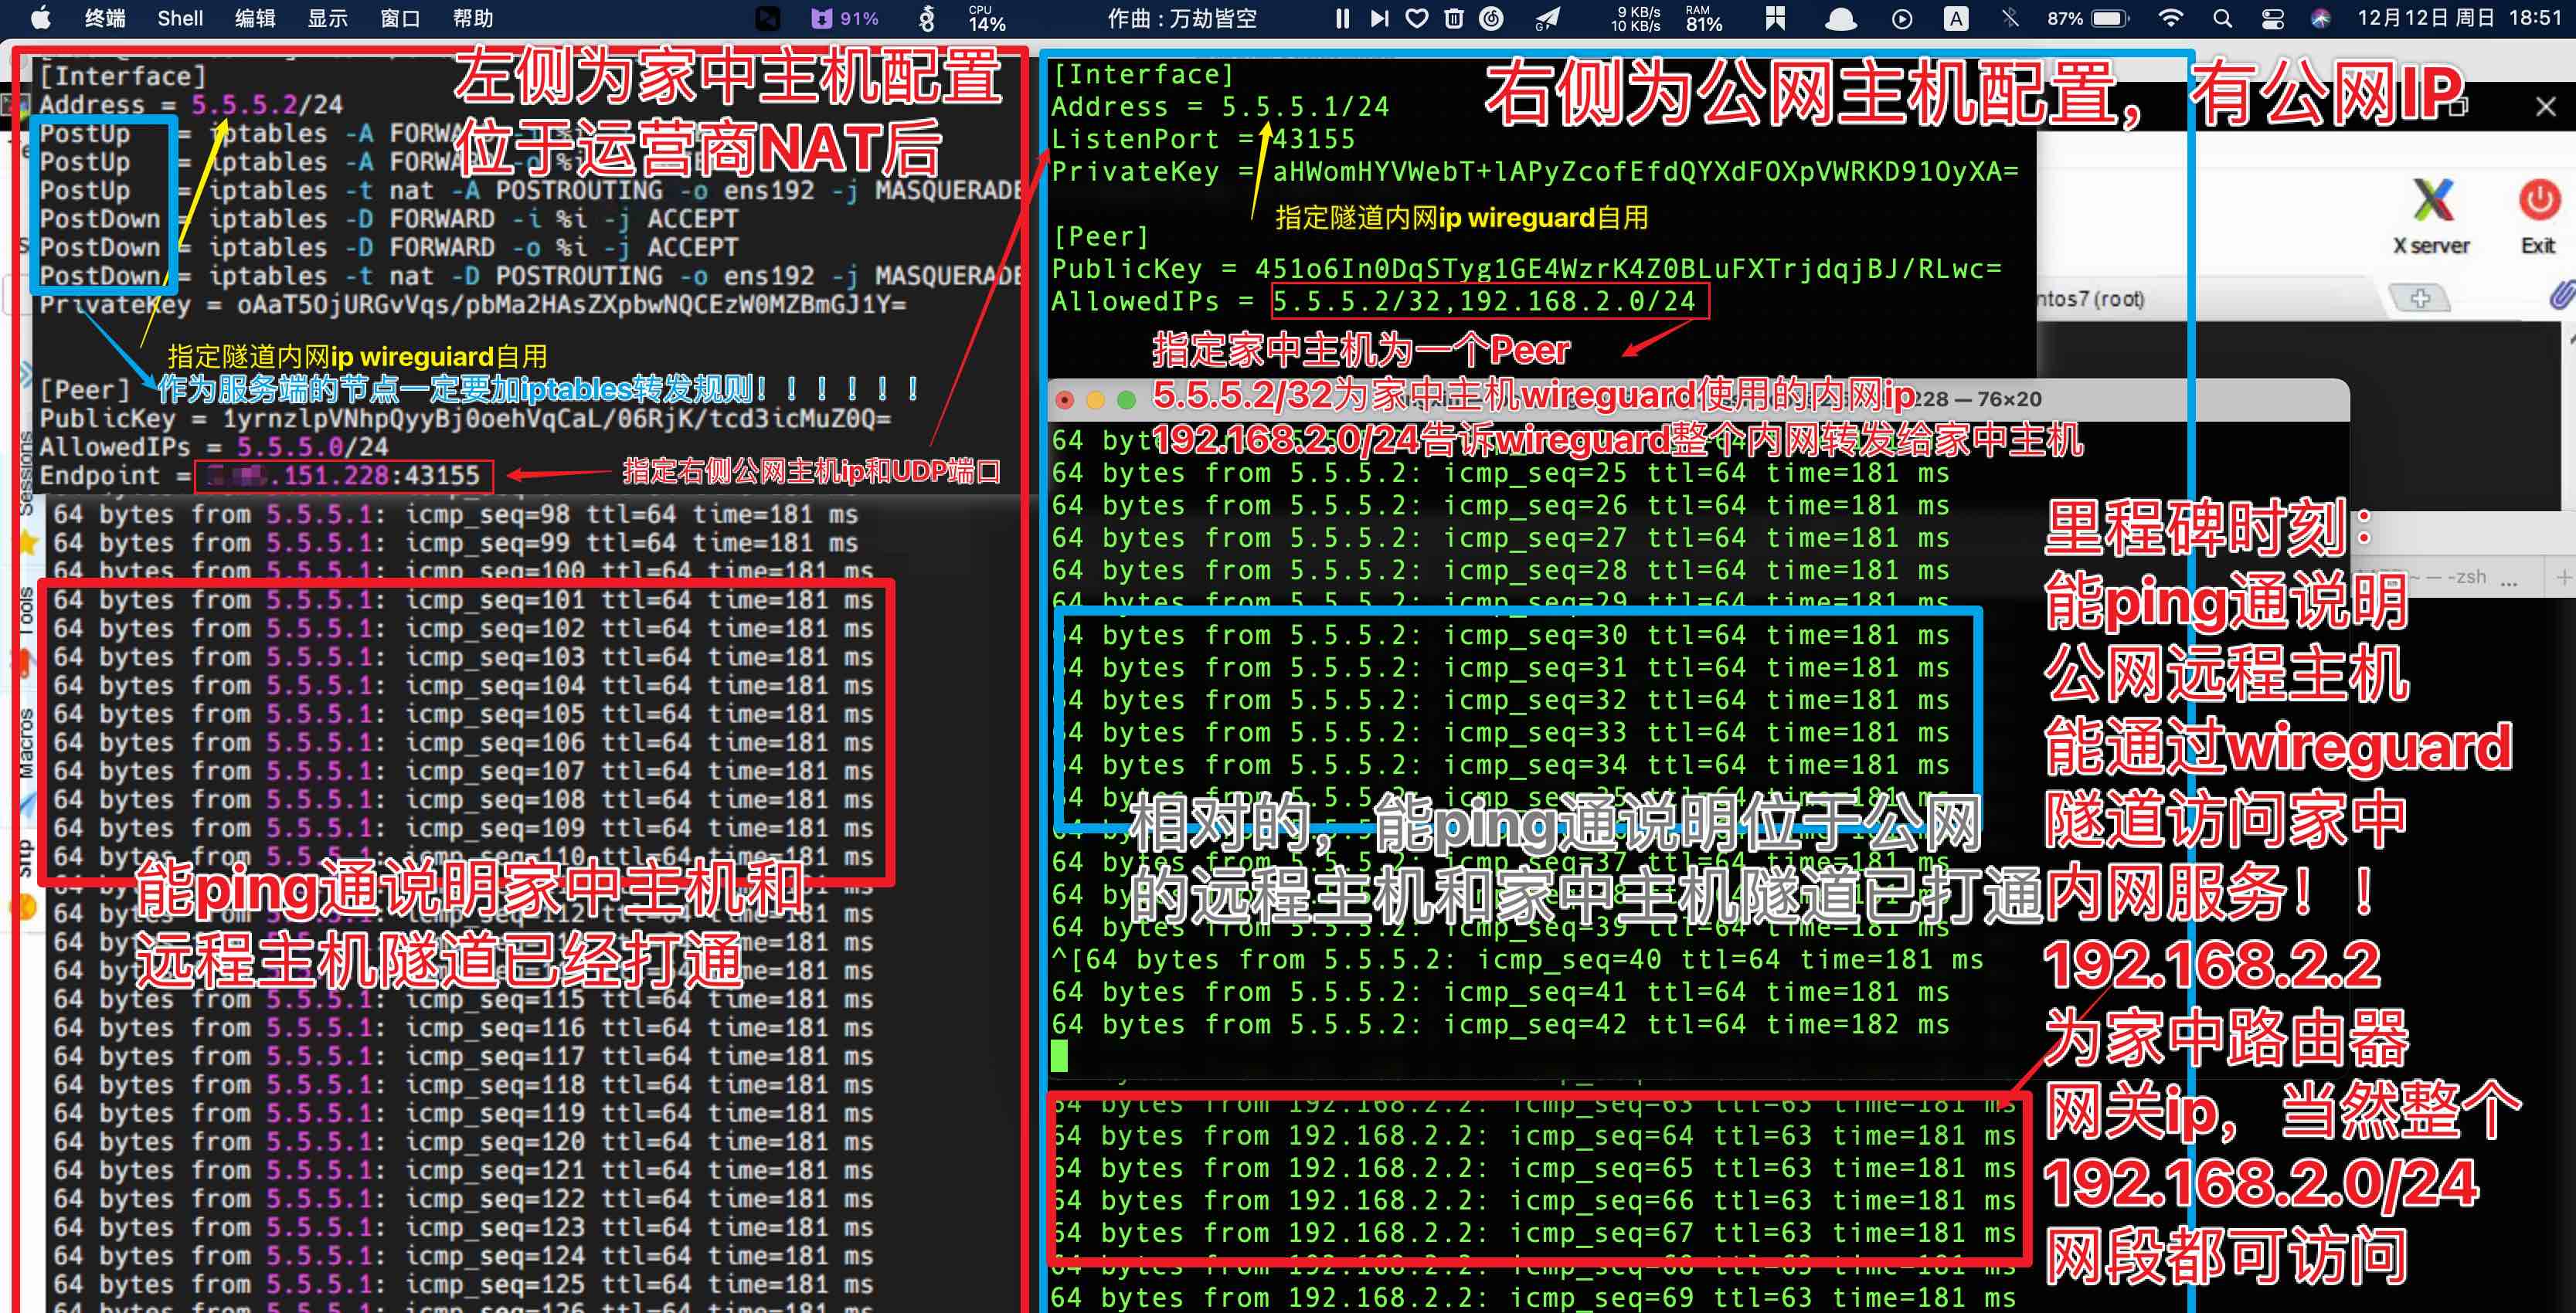 终端 Shell 编辑 显示 窗口 帮助 91% CPU 14% 作曲 : 万劫皆空 9 KB/s 10 KB/s RAM 81% A 87% 12月12日 周日 18:51
左侧为家中主机配置
位于运营商NAT后
[Interface]
Address = 5.5.5.2/24
PostUp = iptables -A FORWA %i
PostUp = iptables -A FORWA %i
PostUp = iptables -t nat -A POSTROUTING -o ens192 -j MASQUERADE
PostDown = iptables -D FORWARD -i %i -j ACCEPT
PostDown = iptables -D FORWARD -o %i -j ACCEPT
PostDown = iptables -t nat -D POSTROUTING -o ens192 -j MASQUERADE
PrivateKey = oAaT5OjURGvVqs/pbMa2HAsZXpbwNQCEzW0MZBmGJ1Y=
指定隧道内网ip wireguiard自用
[Peer]
作为服务端的节点一定要加iptables转发规则！！！！！！
PublicKey = 1yrnzlpVNhpQyyBj0oehVqCaL/06RjK/tcd3icMuZ0Q=
AllowedIPs = 5.5.5.0/24
Endpoint = .151.228:43155
指定右侧公网主机ip和UDP端口
64 bytes from 5.5.5.1: icmp_seq=98 ttl=64 time=181 ms
64 bytes from 5.5.5.1: icmp_seq=99 ttl=64 time=181 ms
64 bytes from 5.5.5.1: icmp_seq=100 ttl=64 time=181 ms
64 bytes from 5.5.5.1: icmp_seq=101 ttl=64 time=181 ms
64 bytes from 5.5.5.1: icmp_seq=102 ttl=64 time=181 ms
64 bytes from 5.5.5.1: icmp_seq=103 ttl=64 time=181 ms
64 bytes from 5.5.5.1: icmp_seq=104 ttl=64 time=181 ms
64 bytes from 5.5.5.1: icmp_seq=105 ttl=64 time=181 ms
64 bytes from 5.5.5.1: icmp_seq=106 ttl=64 time=181 ms
64 bytes from 5.5.5.1: icmp_seq=107 ttl=64 time=181 ms
64 bytes from 5.5.5.1: icmp_seq=108 ttl=64 time=181 ms
64 bytes from 5.5.5.1: icmp_seq=109 ttl=64 time=181 ms
64 bytes from 5.5.5.1: icmp_seq=110 ttl=64 time=181 ms
能ping通说明家中主机和
远程主机隧道已经打通
64 bytes from 5.5.5.1: icmp_seq=115 ttl=64 time=181 ms
64 bytes from 5.5.5.1: icmp_seq=116 ttl=64 time=181 ms
64 bytes from 5.5.5.1: icmp_seq=117 ttl=64 time=181 ms
64 bytes from 5.5.5.1: icmp_seq=118 ttl=64 time=181 ms
64 bytes from 5.5.5.1: icmp_seq=119 ttl=64 time=181 ms
64 bytes from 5.5.5.1: icmp_seq=120 ttl=64 time=181 ms
64 bytes from 5.5.5.1: icmp_seq=121 ttl=64 time=181 ms
64 bytes from 5.5.5.1: icmp_seq=122 ttl=64 time=181 ms
64 bytes from 5.5.5.1: icmp_seq=123 ttl=64 time=181 ms
64 bytes from 5.5.5.1: icmp_seq=124 ttl=64 time=181 ms
64 bytes from 5.5.5.1: icmp_seq=125 ttl=64 time=181 ms
64 bytes from 5.5.5.1: icmp_seq=126 ttl=64 time=181 ms
Sessions
Tools
Macros
右侧为公网主机配置，有公网IP
[Interface]
Address = 5.5.5.1/24
ListenPort = 43155
PrivateKey = aHWomHYVWebT+lAPyZcofEfdQYXdFOXpVWRKD91OyXA=
指定隧道内网ip wireguard自用
[Peer]
PublicKey = 451o6In0DqSTyg1GE4WzrK4Z0BLuFXTrjdqjBJ/RLwc=
AllowedIPs = 5.5.5.2/32,192.168.2.0/24
指定家中主机为一个Peer
5.5.5.2/32为家中主机wireguard使用的内网ip
228 — 76×20
192.168.2.0/24告诉wireguard整个内网转发给家中主机
64 bytes from 5.5.5.2: icmp_seq=25 ttl=64 time=181 ms
64 bytes from 5.5.5.2: icmp_seq=26 ttl=64 time=181 ms
64 bytes from 5.5.5.2: icmp_seq=27 ttl=64 time=181 ms
64 bytes from 5.5.5.2: icmp_seq=28 ttl=64 time=181 ms
64 bytes from 5.5.5.2: icmp_seq=29 ttl=64 time=181 ms
64 bytes from 5.5.5.2: icmp_seq=30 ttl=64 time=181 ms
64 bytes from 5.5.5.2: icmp_seq=31 ttl=64 time=181 ms
64 bytes from 5.5.5.2: icmp_seq=32 ttl=64 time=181 ms
64 bytes from 5.5.5.2: icmp_seq=33 ttl=64 time=181 ms
64 bytes from 5.5.5.2: icmp_seq=34 ttl=64 time=181 ms
相对的，能ping通说明位于公网
的远程主机和家中主机隧道已打通
^[64 bytes from 5.5.5.2: icmp_seq=40 ttl=64 time=181 ms
64 bytes from 5.5.5.2: icmp_seq=41 ttl=64 time=181 ms
64 bytes from 5.5.5.2: icmp_seq=42 ttl=64 time=182 ms
64 bytes from 192.168.2.2: icmp_seq=63 ttl=63 time=181 ms
64 bytes from 192.168.2.2: icmp_seq=64 ttl=63 time=181 ms
64 bytes from 192.168.2.2: icmp_seq=65 ttl=63 time=181 ms
64 bytes from 192.168.2.2: icmp_seq=66 ttl=63 time=181 ms
64 bytes from 192.168.2.2: icmp_seq=67 ttl=63 time=181 ms
64 bytes from 192.168.2.2: icmp_seq=68 ttl=63 time=181 ms
64 bytes from 192.168.2.2: icmp_seq=69 ttl=63 time=181 ms
X server Exit
ntos7 (root)
~ — -zsh ...
里程碑时刻：
能ping通说明
公网远程主机
能通过wireguard
隧道访问家中
内网服务！！
192.168.2.2
为家中路由器
网关ip，当然整个
192.168.2.0/24
网段都可访问